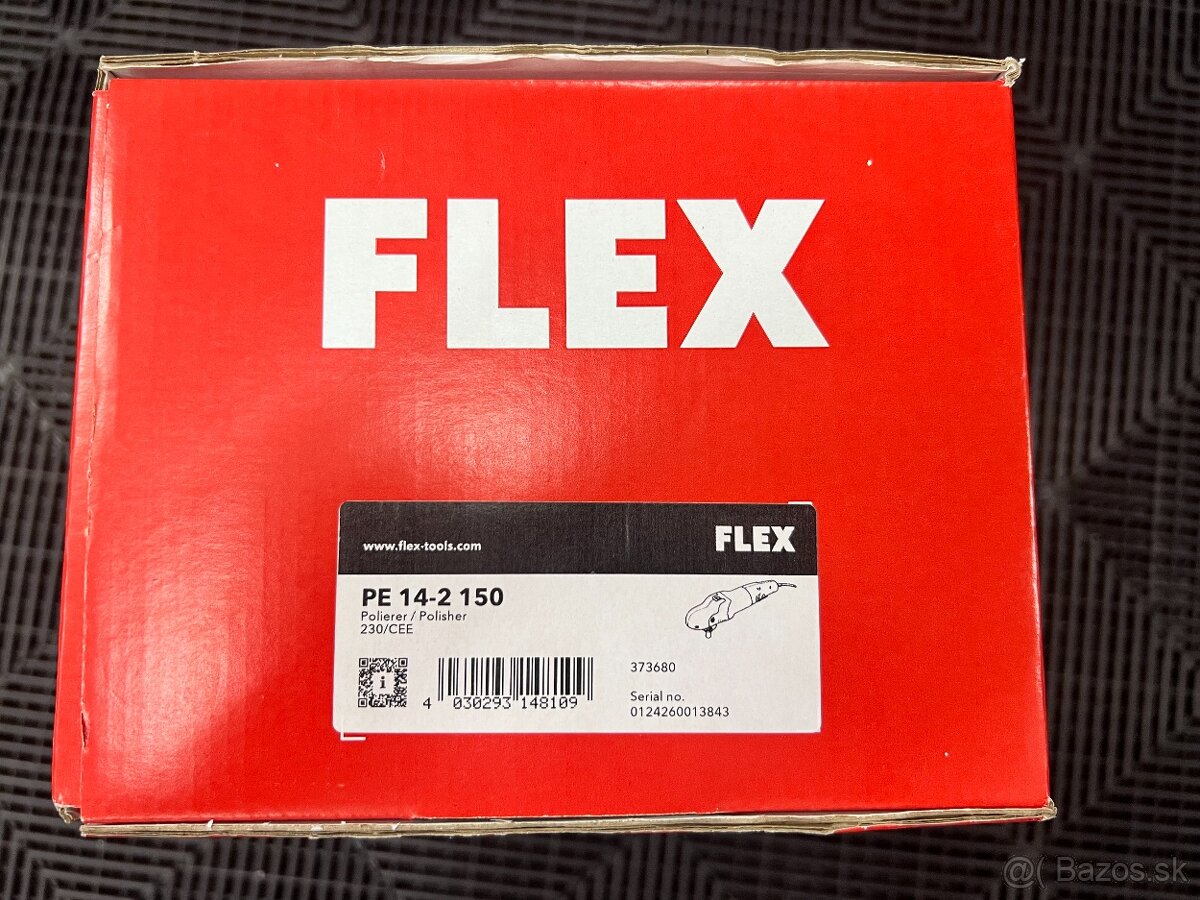 FLEX
www.flex-tools.com
FLEX
PE 14-2 150
Polierer / Polisher
230/CEE
i
4 030293 148109
373680
Serial no.
0124260013843
@( Bazos.sk